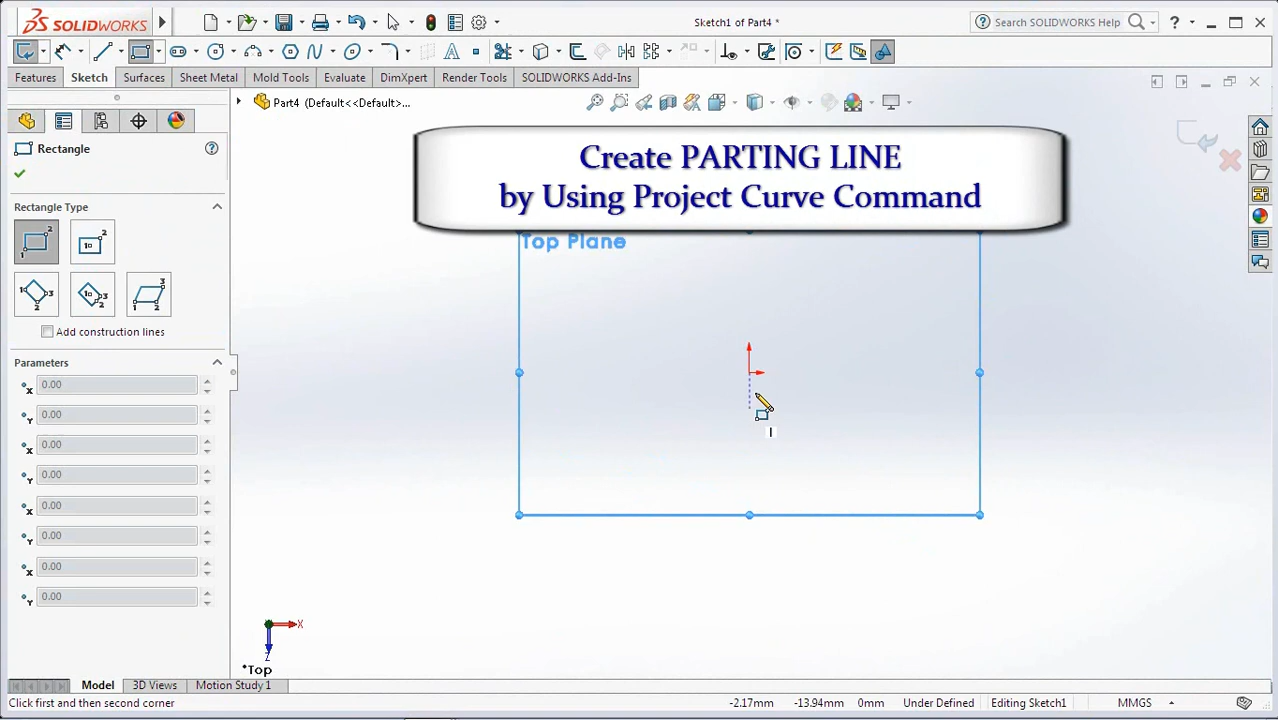 SOLIDWORKS
Sketch1 of Part4 *
Search SOLIDWORKS Help
?
Features
Sketch
Surfaces
Sheet Metal
Mold Tools
Evaluate
DimXpert
Render Tools
SOLIDWORKS Add-Ins
Part4 (Default<<Default>...
Rectangle
Rectangle Type
Add construction lines
Parameters
0.00
0.00
0.00
0.00
0.00
0.00
0.00
0.00
Create PARTING LINE
by Using Project Curve Command
Top Plane
X
Z
*Top
Model
3D Views
Motion Study 1
Click first and then second corner
-2.17mm
-13.94mm
0mm
Under Defined
Editing Sketch1
MMGS